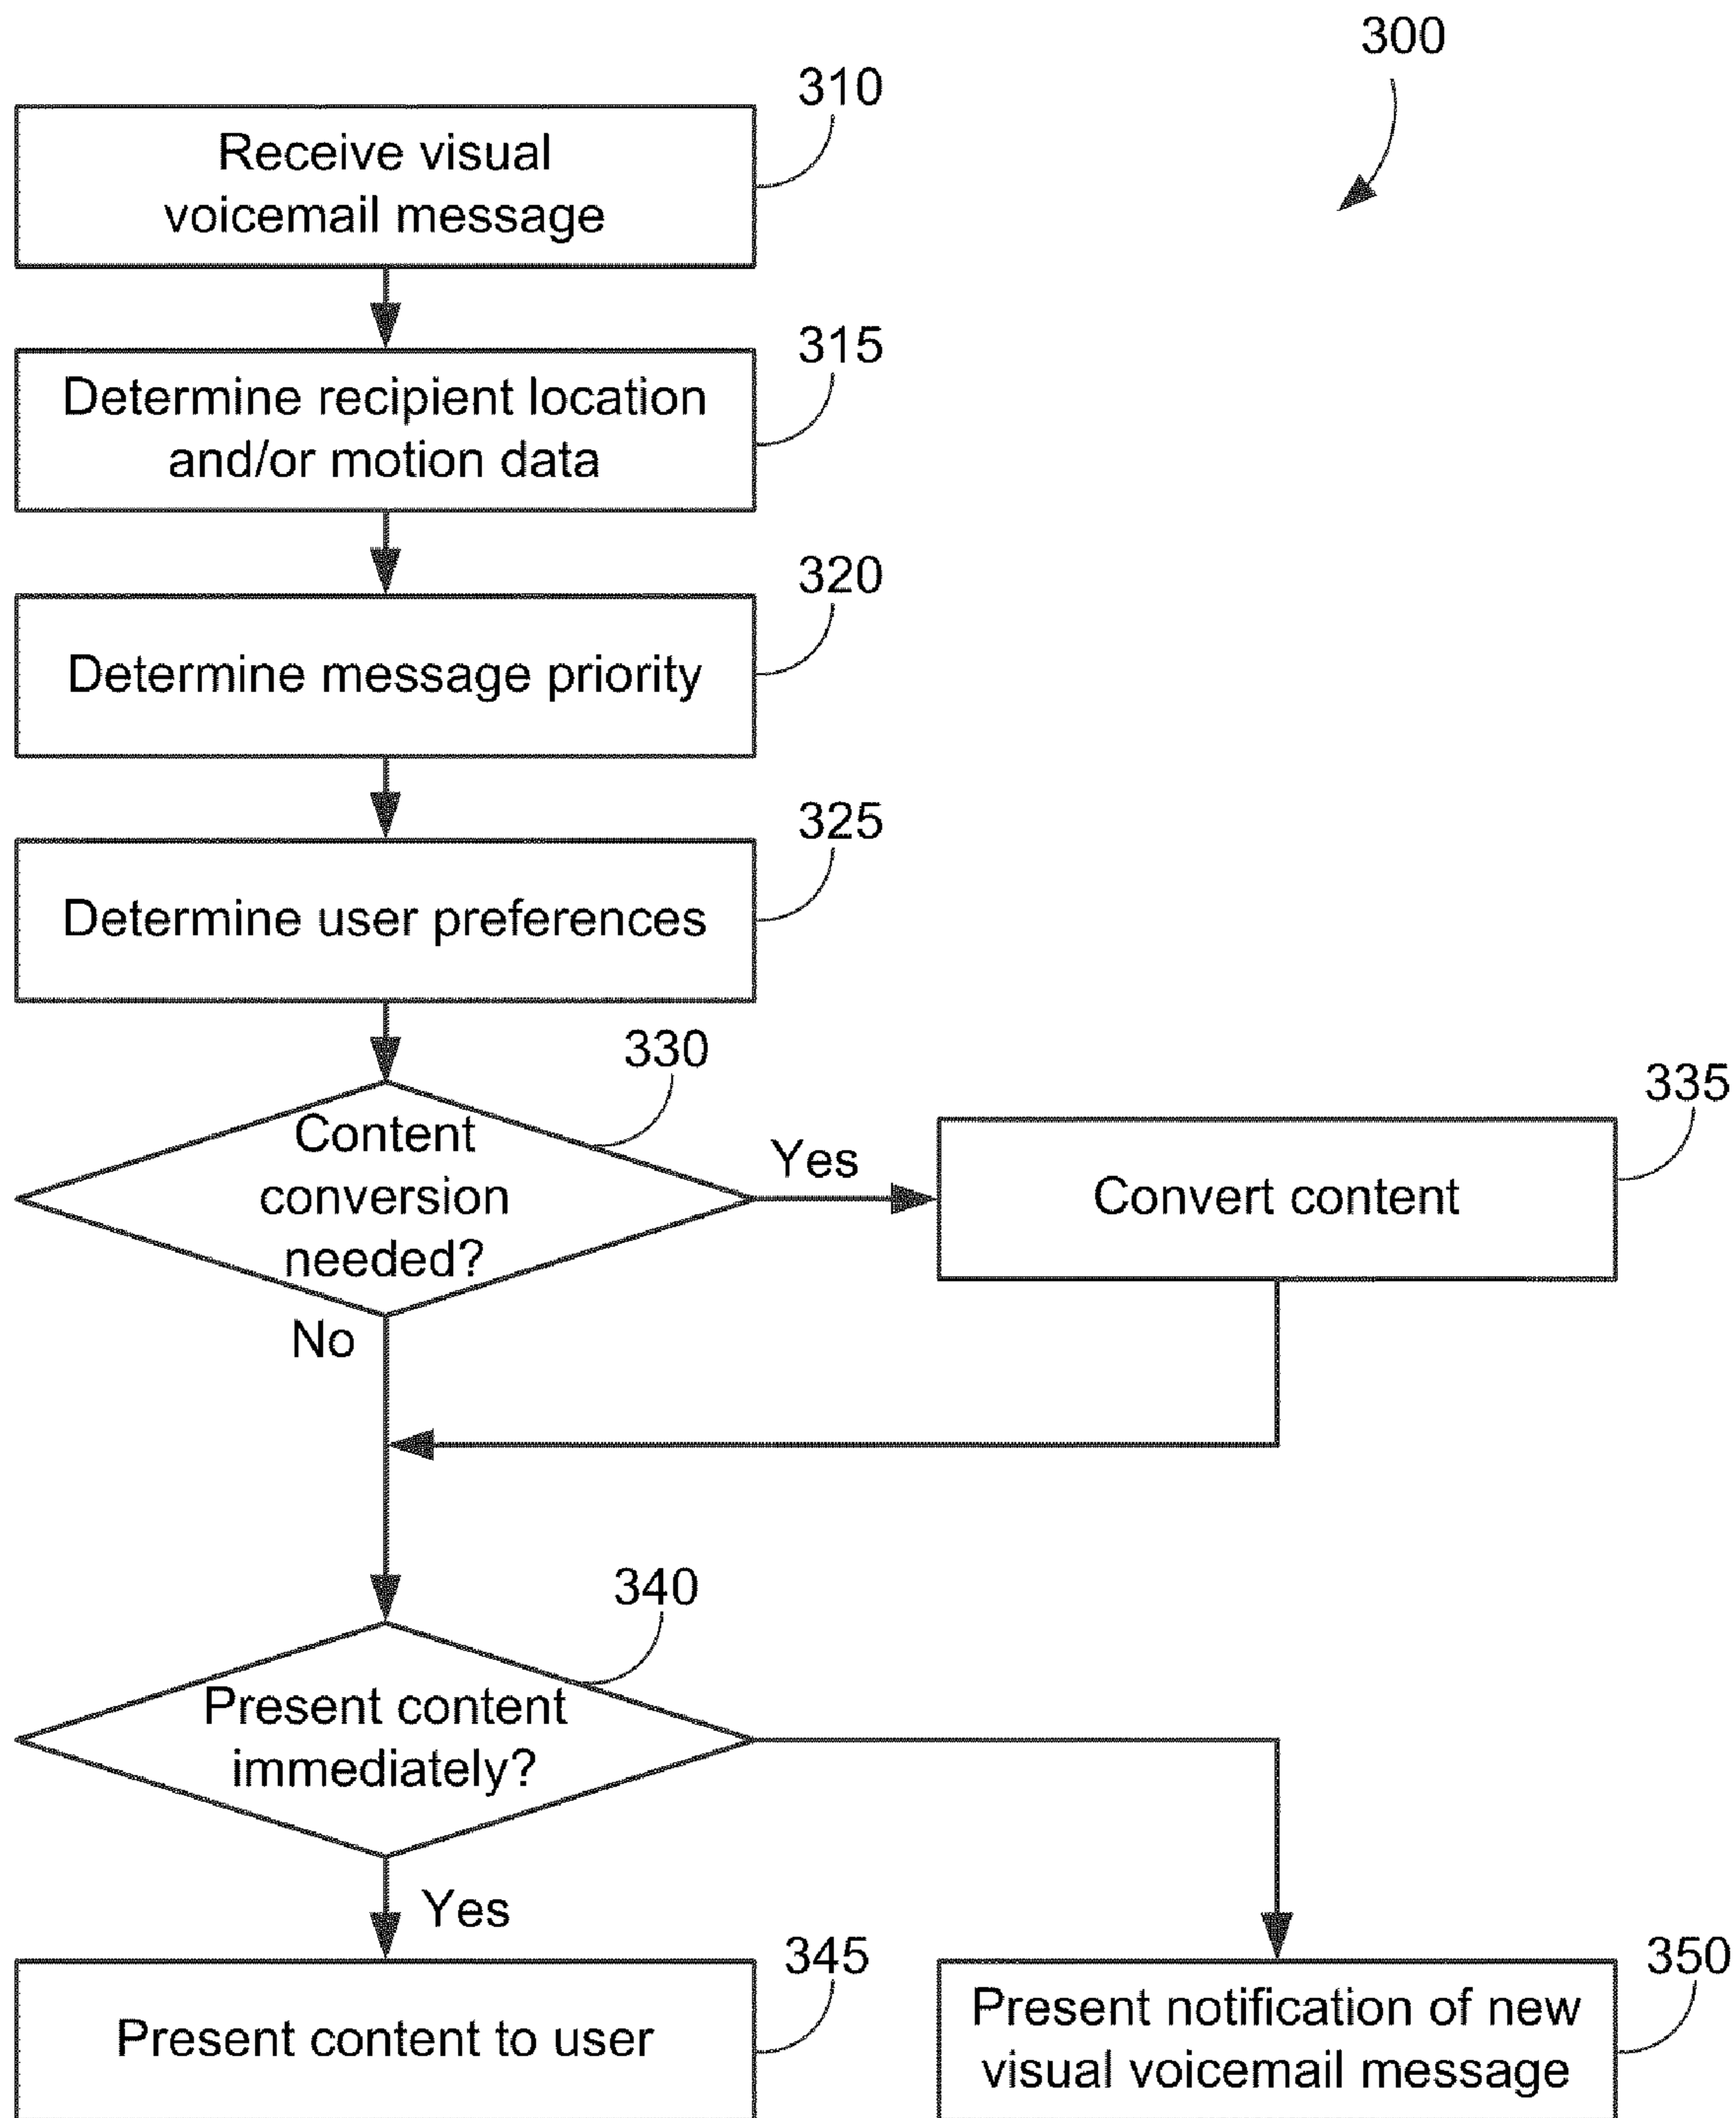 300
310
Receive visual
voicemail message
315
Determine recipient location
and/or motion data
320
Determine message priority
325
Determine user preferences
330
Content
conversion
needed?
Yes
335
Convert content
No
340
Present content
immediately?
Yes
345
Present content to user
350
Present notification of new
visual voicemail message